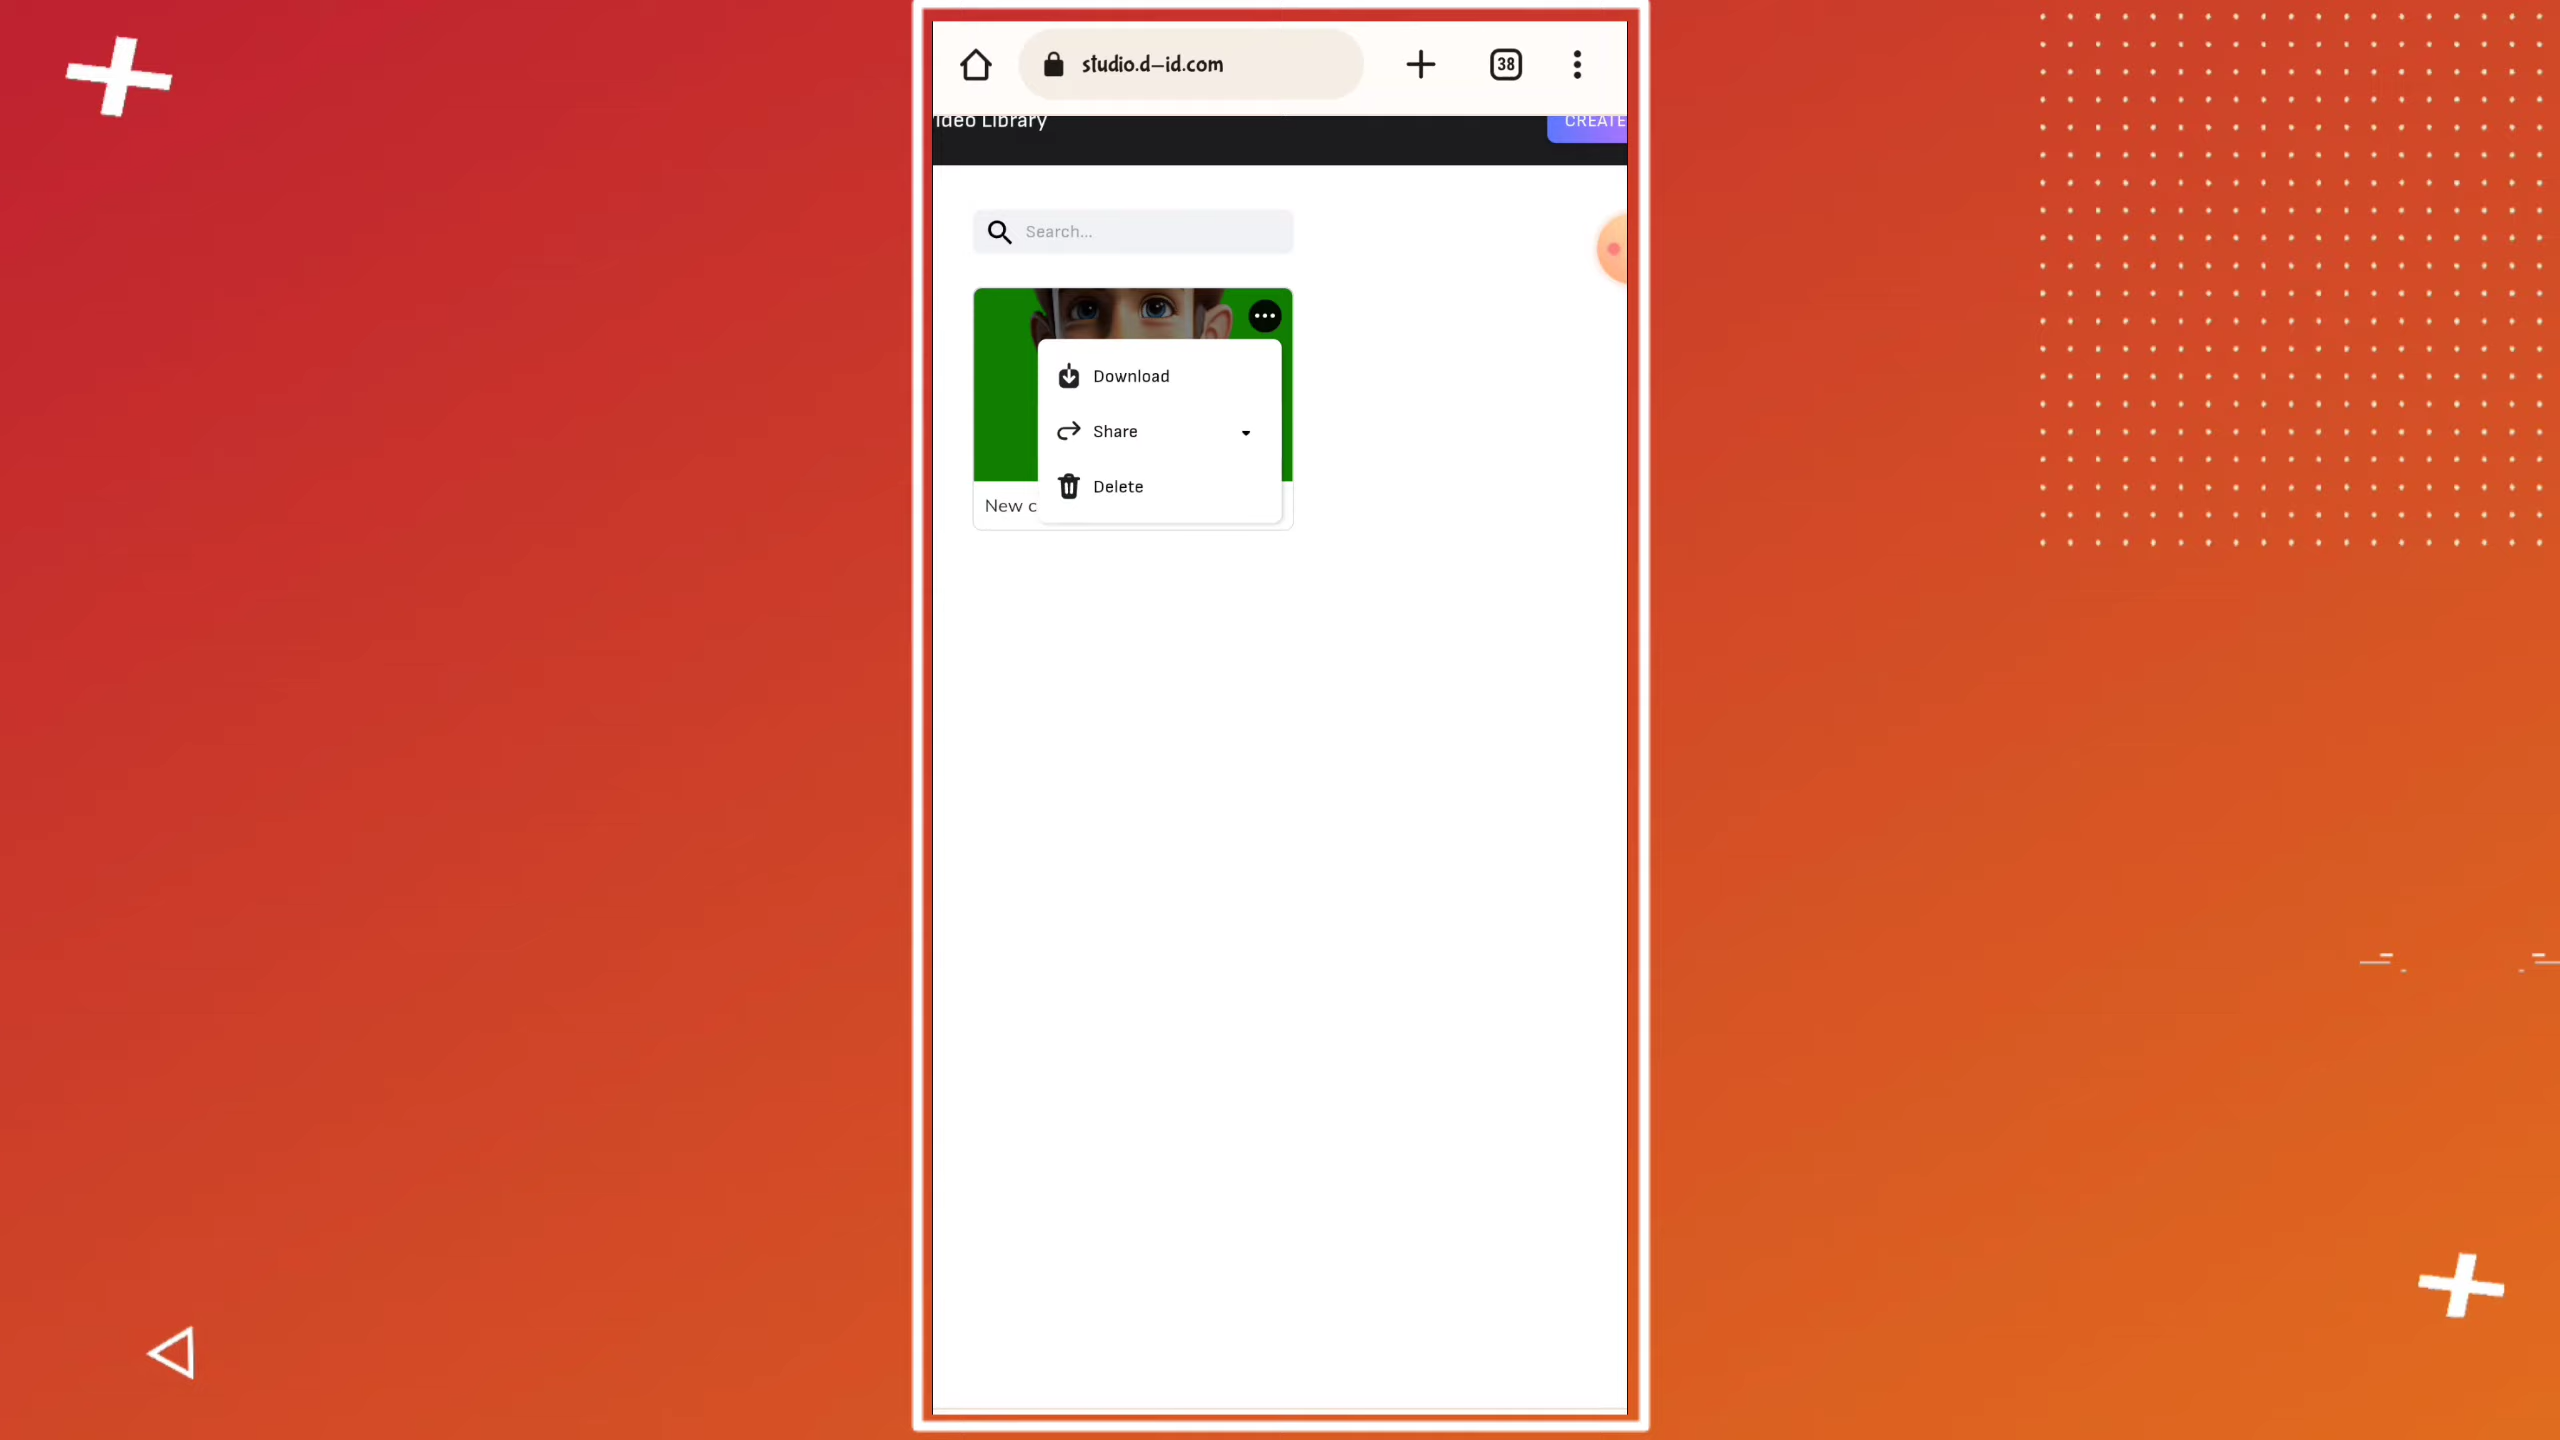 studio.d-id.com
38
ideo Library
CREATE
Search...
Download
Share
Delete
New c